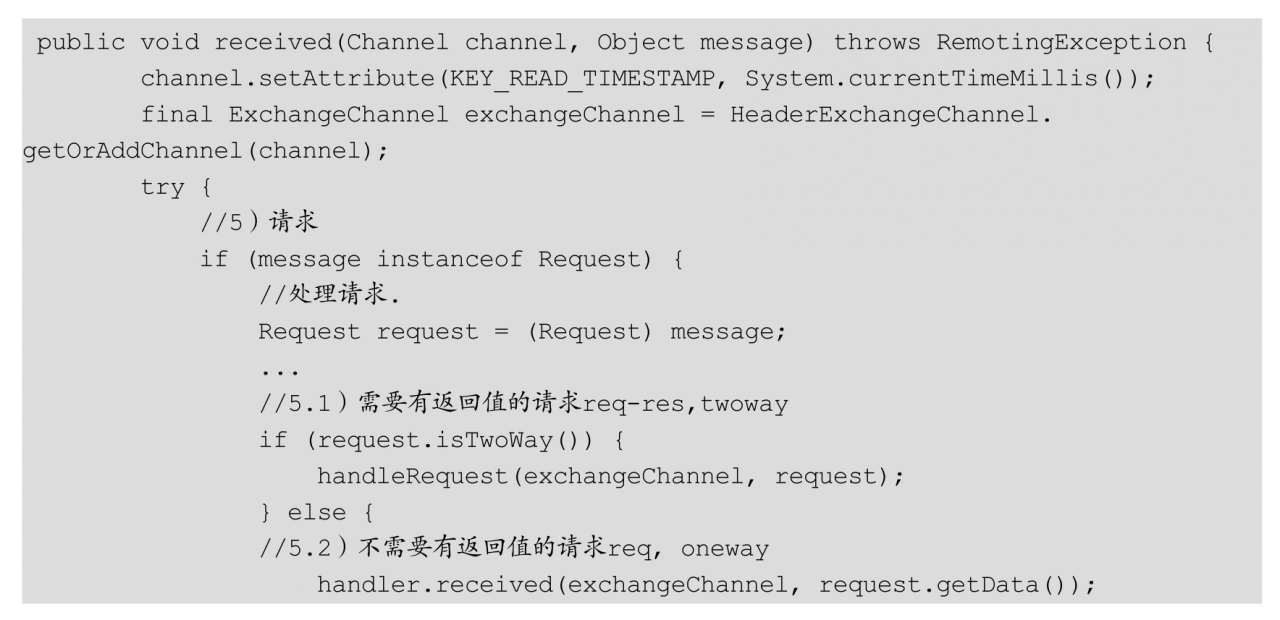 public void received(Channel channel, Object message) throws RemotingException {
channel.setAttribute(KEY_READ_TIMESTAMP, System.currentTimeMillis());
final ExchangeChannel exchangeChannel = HeaderExchangeChannel.
getOrAddChannel(channel);
try {
//5）请求
if (message instanceof Request) {
//处理请求.
Request request = (Request) message;
...
//5.1）需要有返回值的请求req-res,twoway
if (request.isTwoWay()) {
handleRequest(exchangeChannel, request);
} else {
//5.2）不需要有返回值的请求req, oneway
handler.received(exchangeChannel, request.getData());